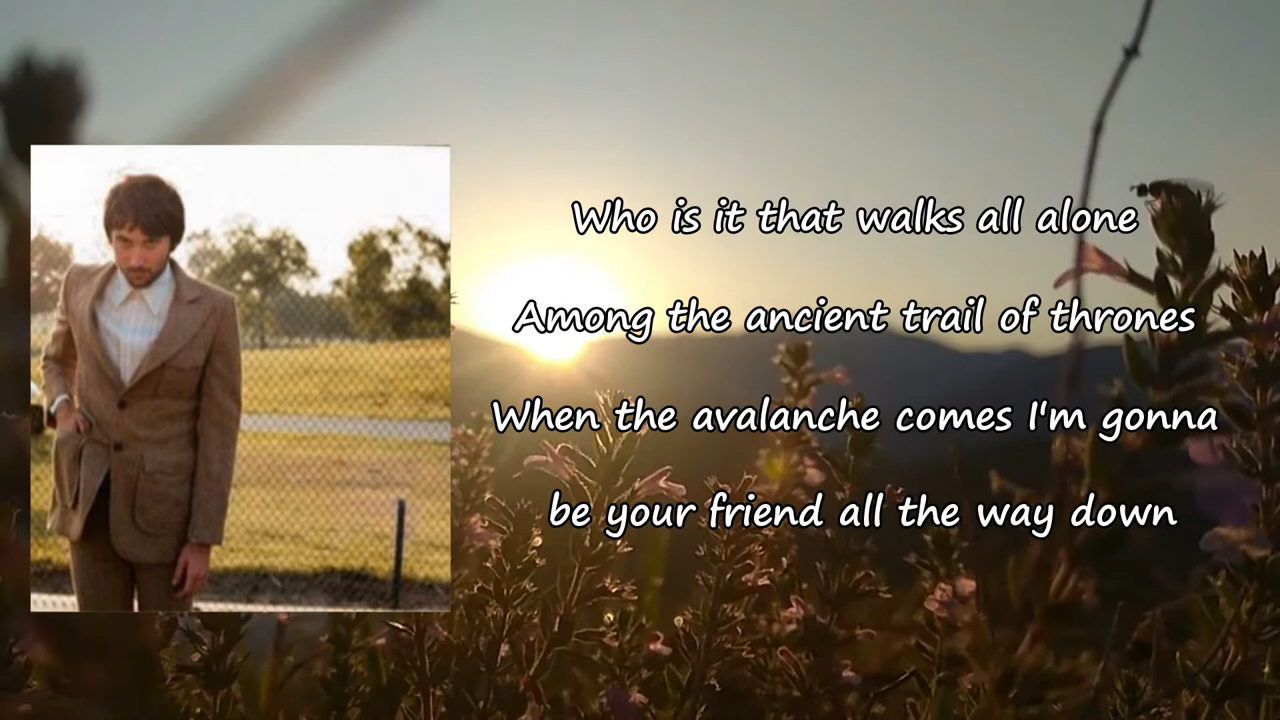 Who is it that walks all alone
Among the ancient trail of thrones
When the avalanche comes I'm gonna
be your friend all the way down